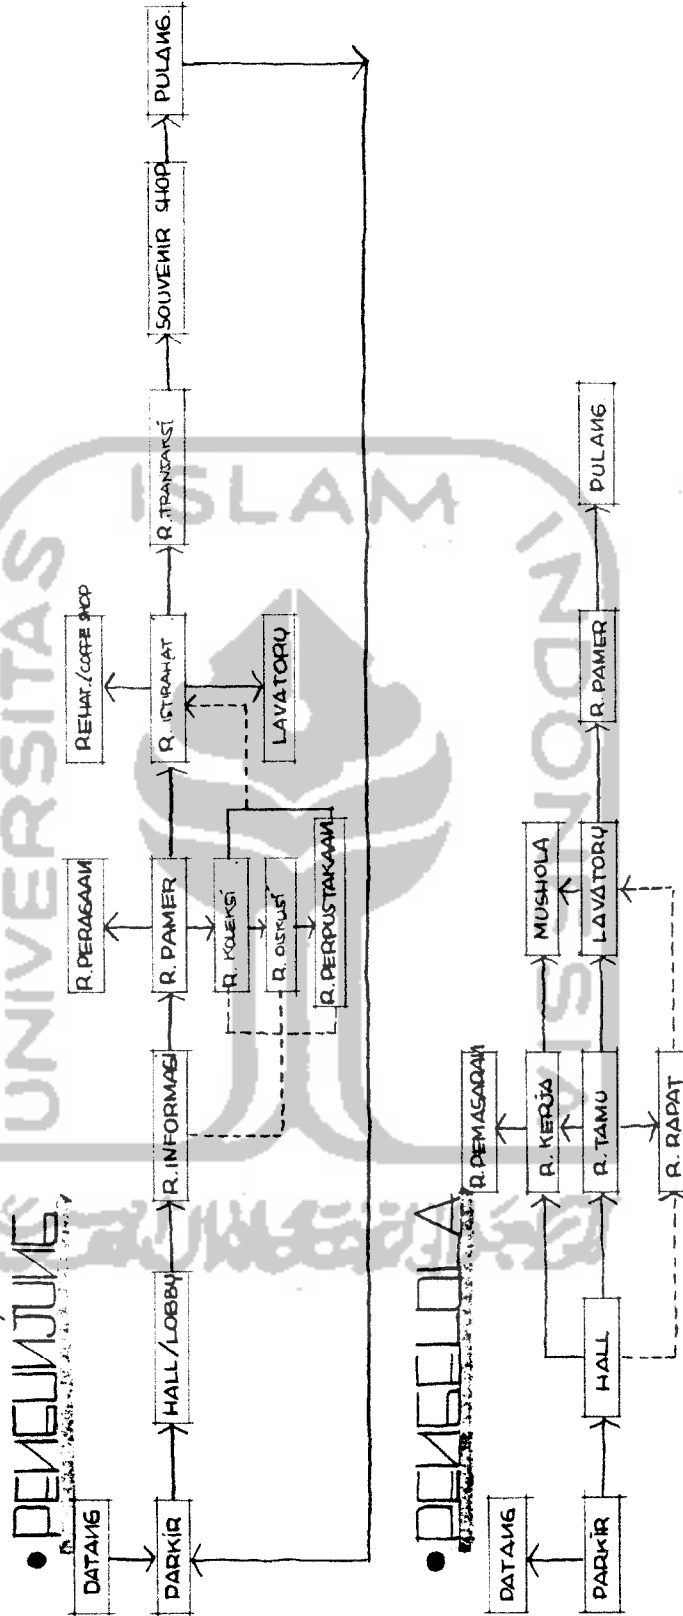 • PENGUNJUNG
DATANG
PARKIR
HALL/LOBBY
R.INFORMASI
R.PERAGAAN
R.PAMER
R. KOLEKSI
R. DISKUSI
R.PERPUSTAKAAN
REHAT./COFFE SHOP
R. ISTIRAHAT
LAVATORY
R.TRANSAKSI
SOUVENIR SHOP
PULANG.
• PENGELOLA
DATANG
PARKIR
HALL
R.PEMASARAN
R.KERJA
R.TAMU
R. RAPAT
MUSHOLA
LAVATORY
R.PAMER
PULANG
UNIVERSITAS
ISLAM
INDONESIA